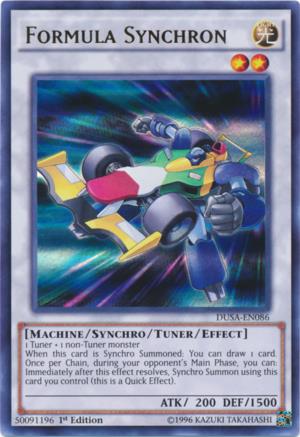 FORMULA SYNCHRON
光
DUSA-EN086
[MACHINE/SYNCHRO/TUNER/EFFECT]
1 Tuner + 1 non-Tuner monster
When this card is Synchro Summoned: You can draw 1 card.
Once per Chain, during your opponent's Main Phase, you can:
Immediately after this effect resolves, Synchro Summon using this
card you control (this is a Quick Effect).
ATK/ 200 DEF/1500
50091196 1st Edition ©1996 KAZUKI TAKAHASHI